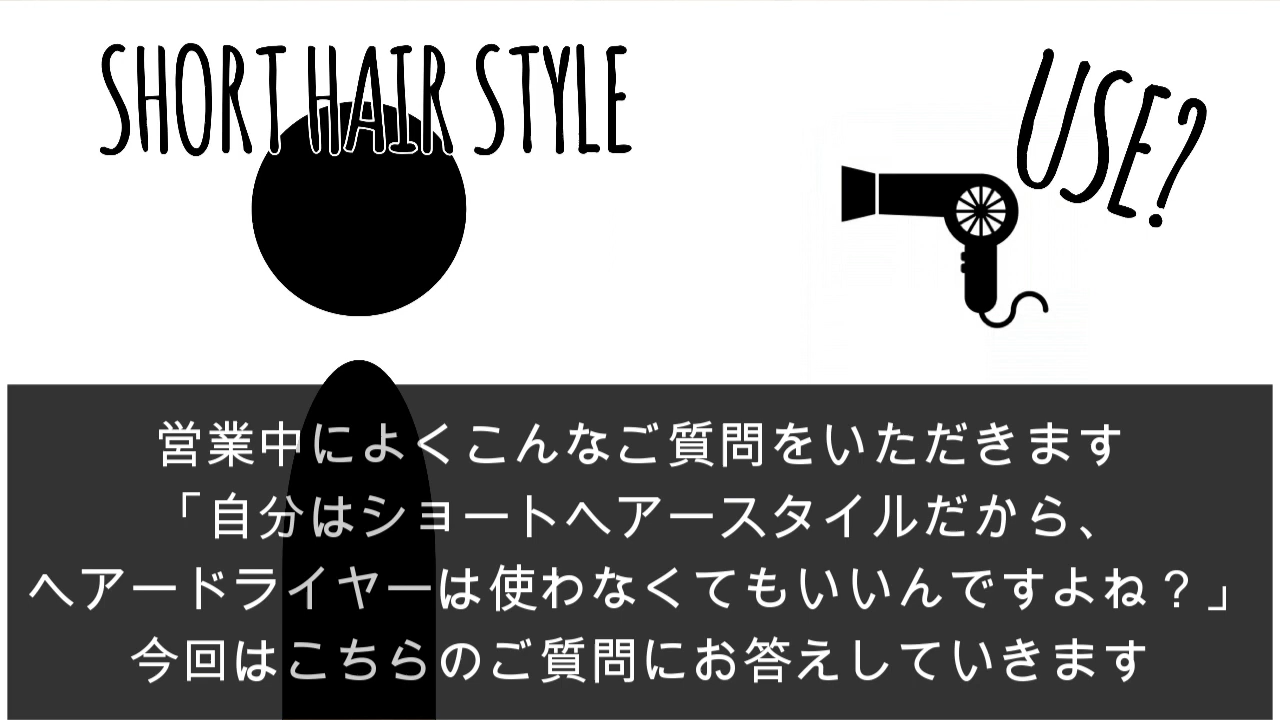 SHORT HAIR STYLE
USE?
営業中によくこんなご質問をいただきます
「自分はショートヘアースタイルだから、
ヘアードライヤーは使わなくてもいいんですよね？」
今回はこちらのご質問にお答えしていきます